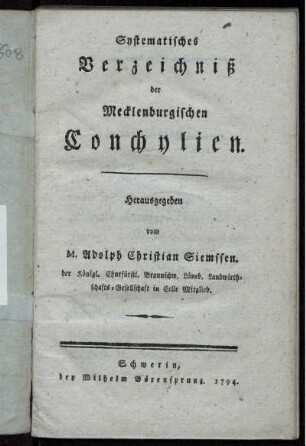 Systematisches
Verzeichniß
der
Mecklenburgischen
Conchylien.
Herausgegeben
vom
M. Adolph Christian Siemssen.
der Königl. Churfürstl. Braunschw. Lüneb. Landwirth-
schafts-Gesellschaft in Celle Mitglied.
Schwerin,
bey Wilhelm Bärensprung. 1794.